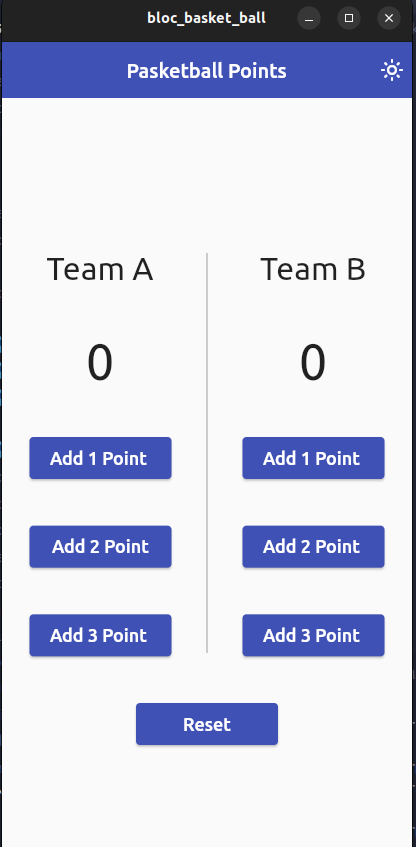 bloc_basket_ball
Pasketball Points
Team A
Team B
0
0
Add 1 Point
Add 1 Point
Add 2 Point
Add 2 Point
Add 3 Point
Add 3 Point
Reset